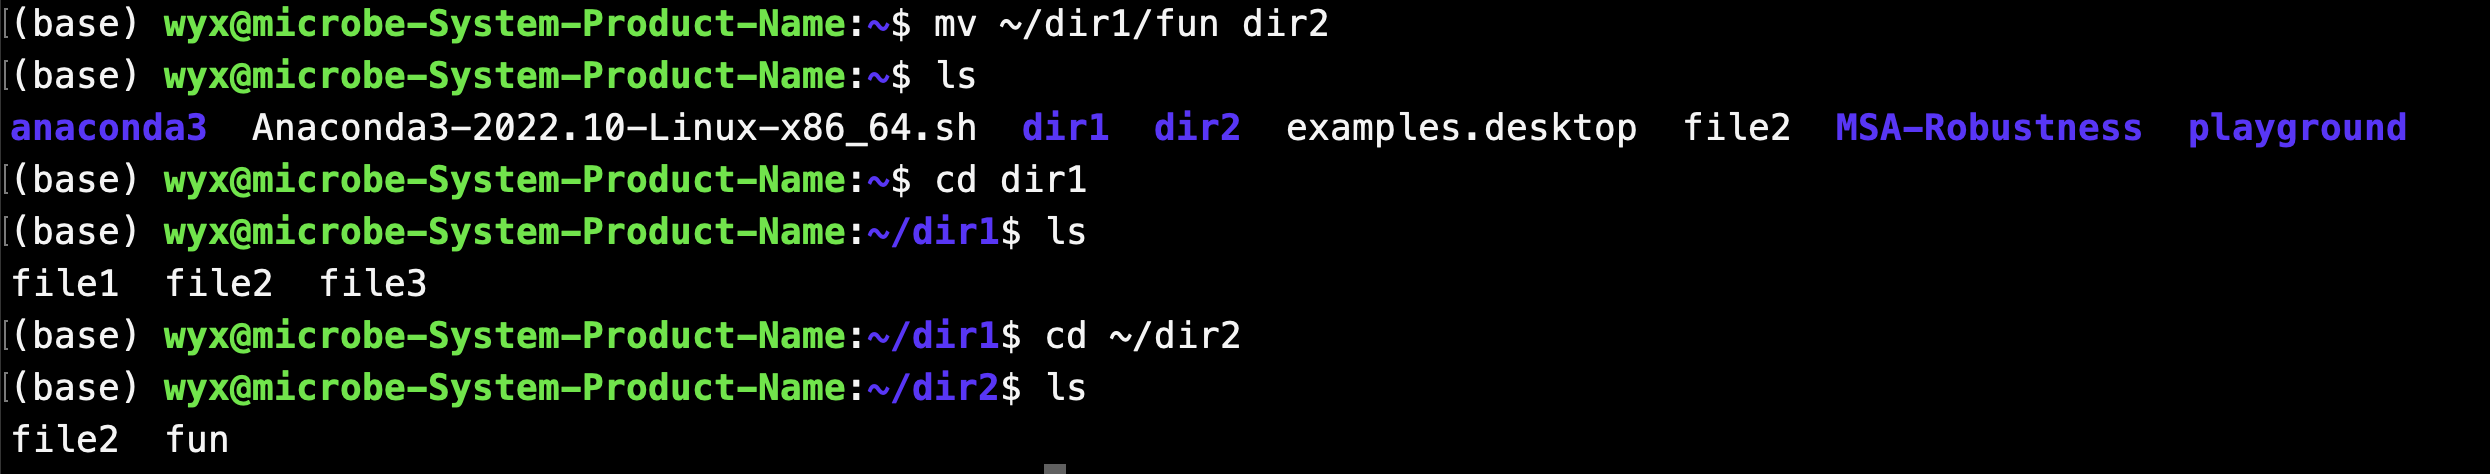 (base) wyx@microbe-System-Product-Name:~$ mv ~/dir1/fun dir2
(base) wyx@microbe-System-Product-Name:~$ ls
anaconda3  Anaconda3-2022.10-Linux-x86_64.sh  dir1  dir2  examples.desktop  file2  MSA-Robustness  playground
(base) wyx@microbe-System-Product-Name:~$ cd dir1
(base) wyx@microbe-System-Product-Name:~/dir1$ ls
file1  file2  file3
(base) wyx@microbe-System-Product-Name:~/dir1$ cd ~/dir2
(base) wyx@microbe-System-Product-Name:~/dir2$ ls
file2  fun